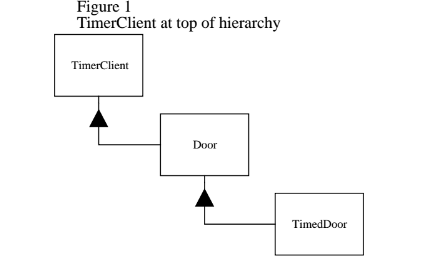 Figure 1
TimerClient at top of hierarchy
TimerClient
Door
TimedDoor